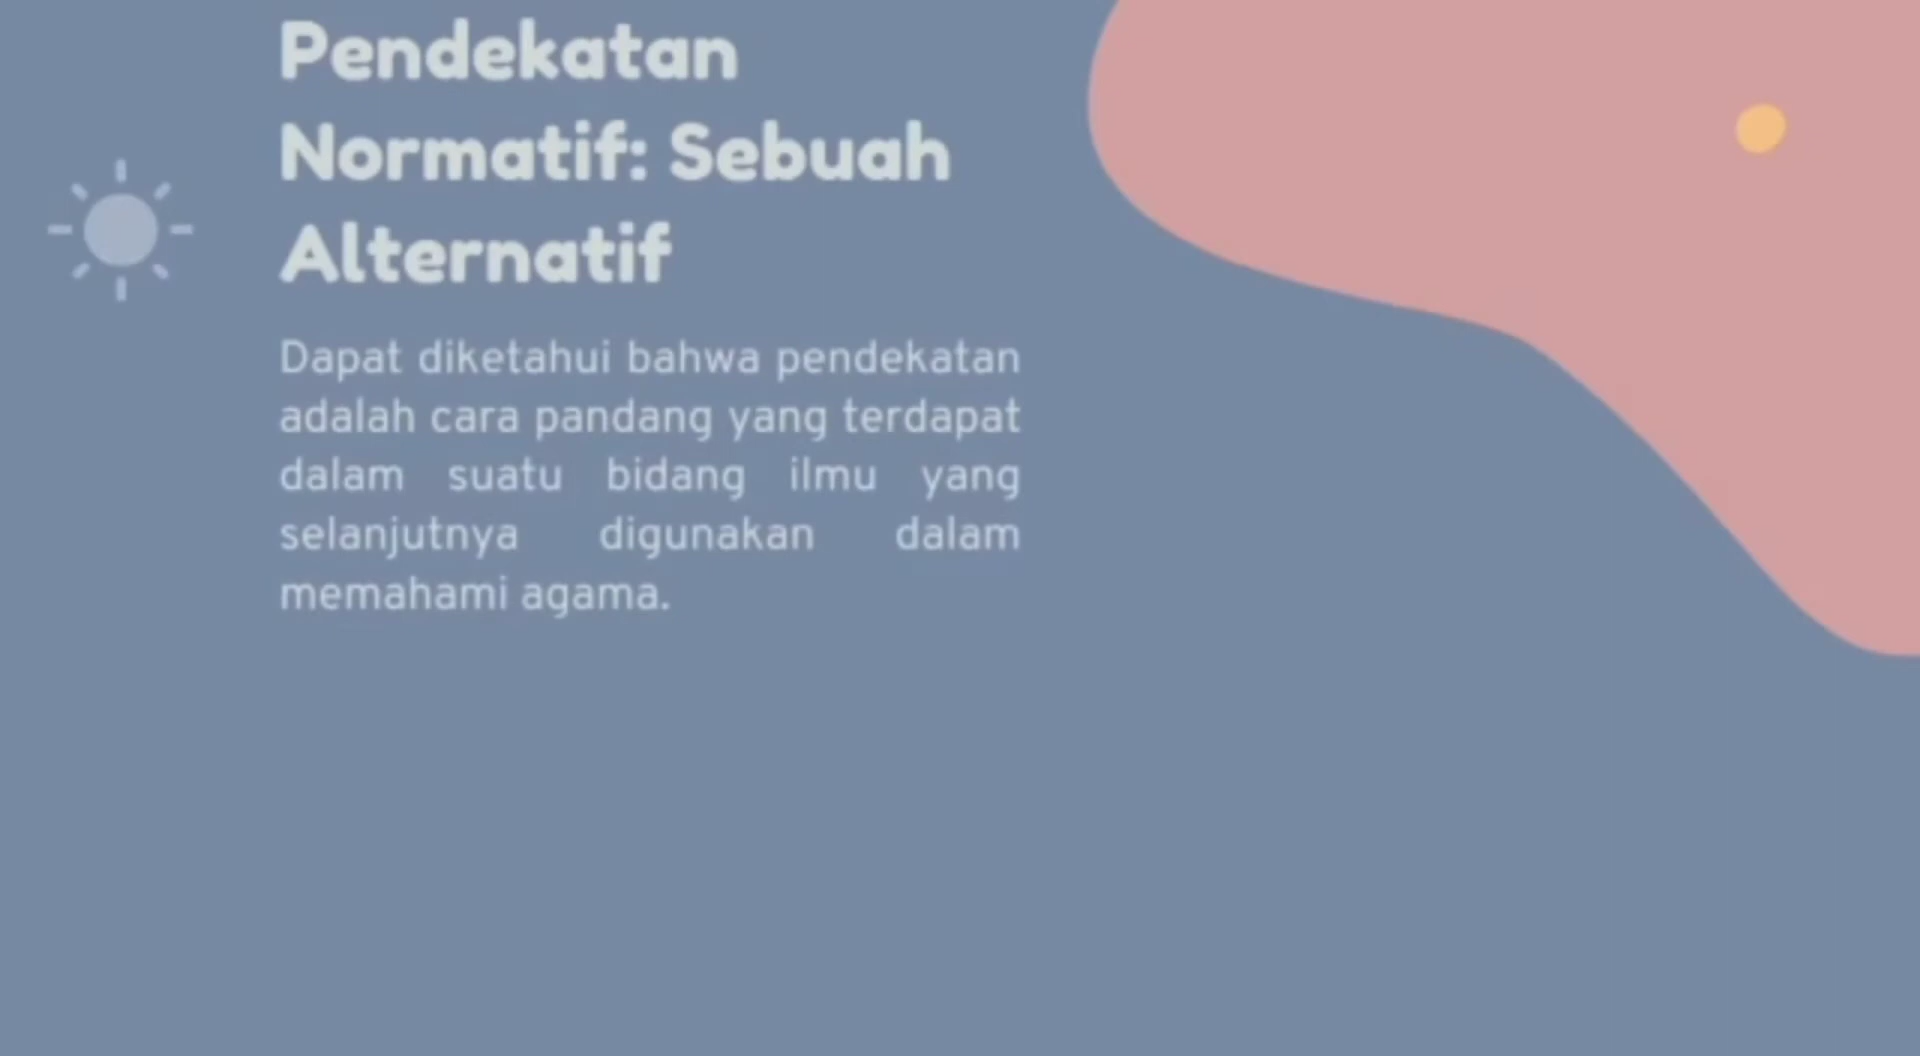 Pendekatan
Normatif: Sebuah
Alternatif
Dapat diketahui bahwa pendekatan
adalah cara pandang yang terdapat
dalam suatu bidang ilmu yang
selanjutnya digunakan dalam
memahami agama.